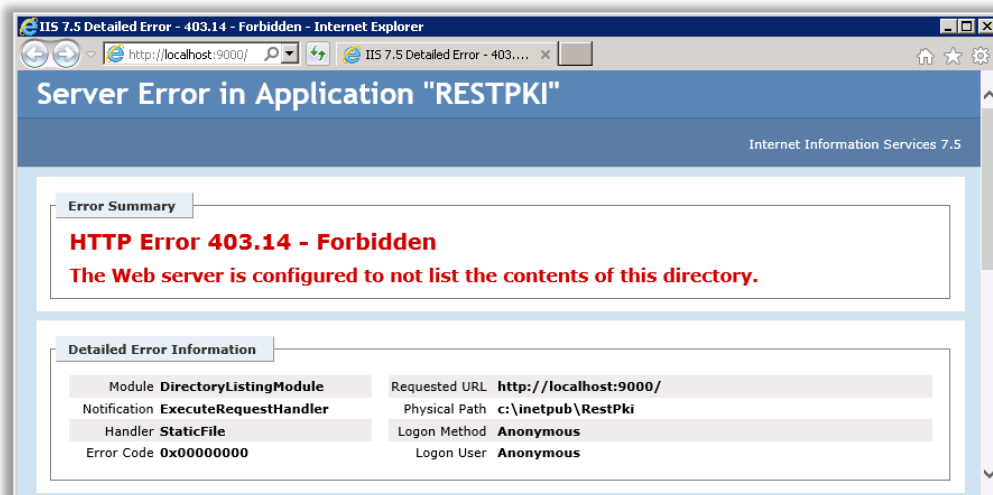 IIS 7.5 Detailed Error - 403.14 - Forbidden - Internet Explorer
http://localhost:9000/
IIS 7.5 Detailed Error - 403....
Server Error in Application "RESTPKI"
Internet Information Services 7.5
Error Summary
HTTP Error 403.14 - Forbidden
The Web server is configured to not list the contents of this directory.
Detailed Error Information
Module DirectoryListingModule
Notification ExecuteRequestHandler
Handler StaticFile
Error Code 0x00000000
Requested URL http://localhost:9000/
Physical Path c:\inetpub\RestPki
Logon Method Anonymous
Logon User Anonymous